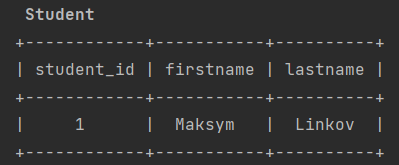 Student
+------------+-----------+----------+
| student_id | firstname | lastname |
+------------+-----------+----------+
|     1      |  Maksym   |  Linkov  |
+------------+-----------+----------+